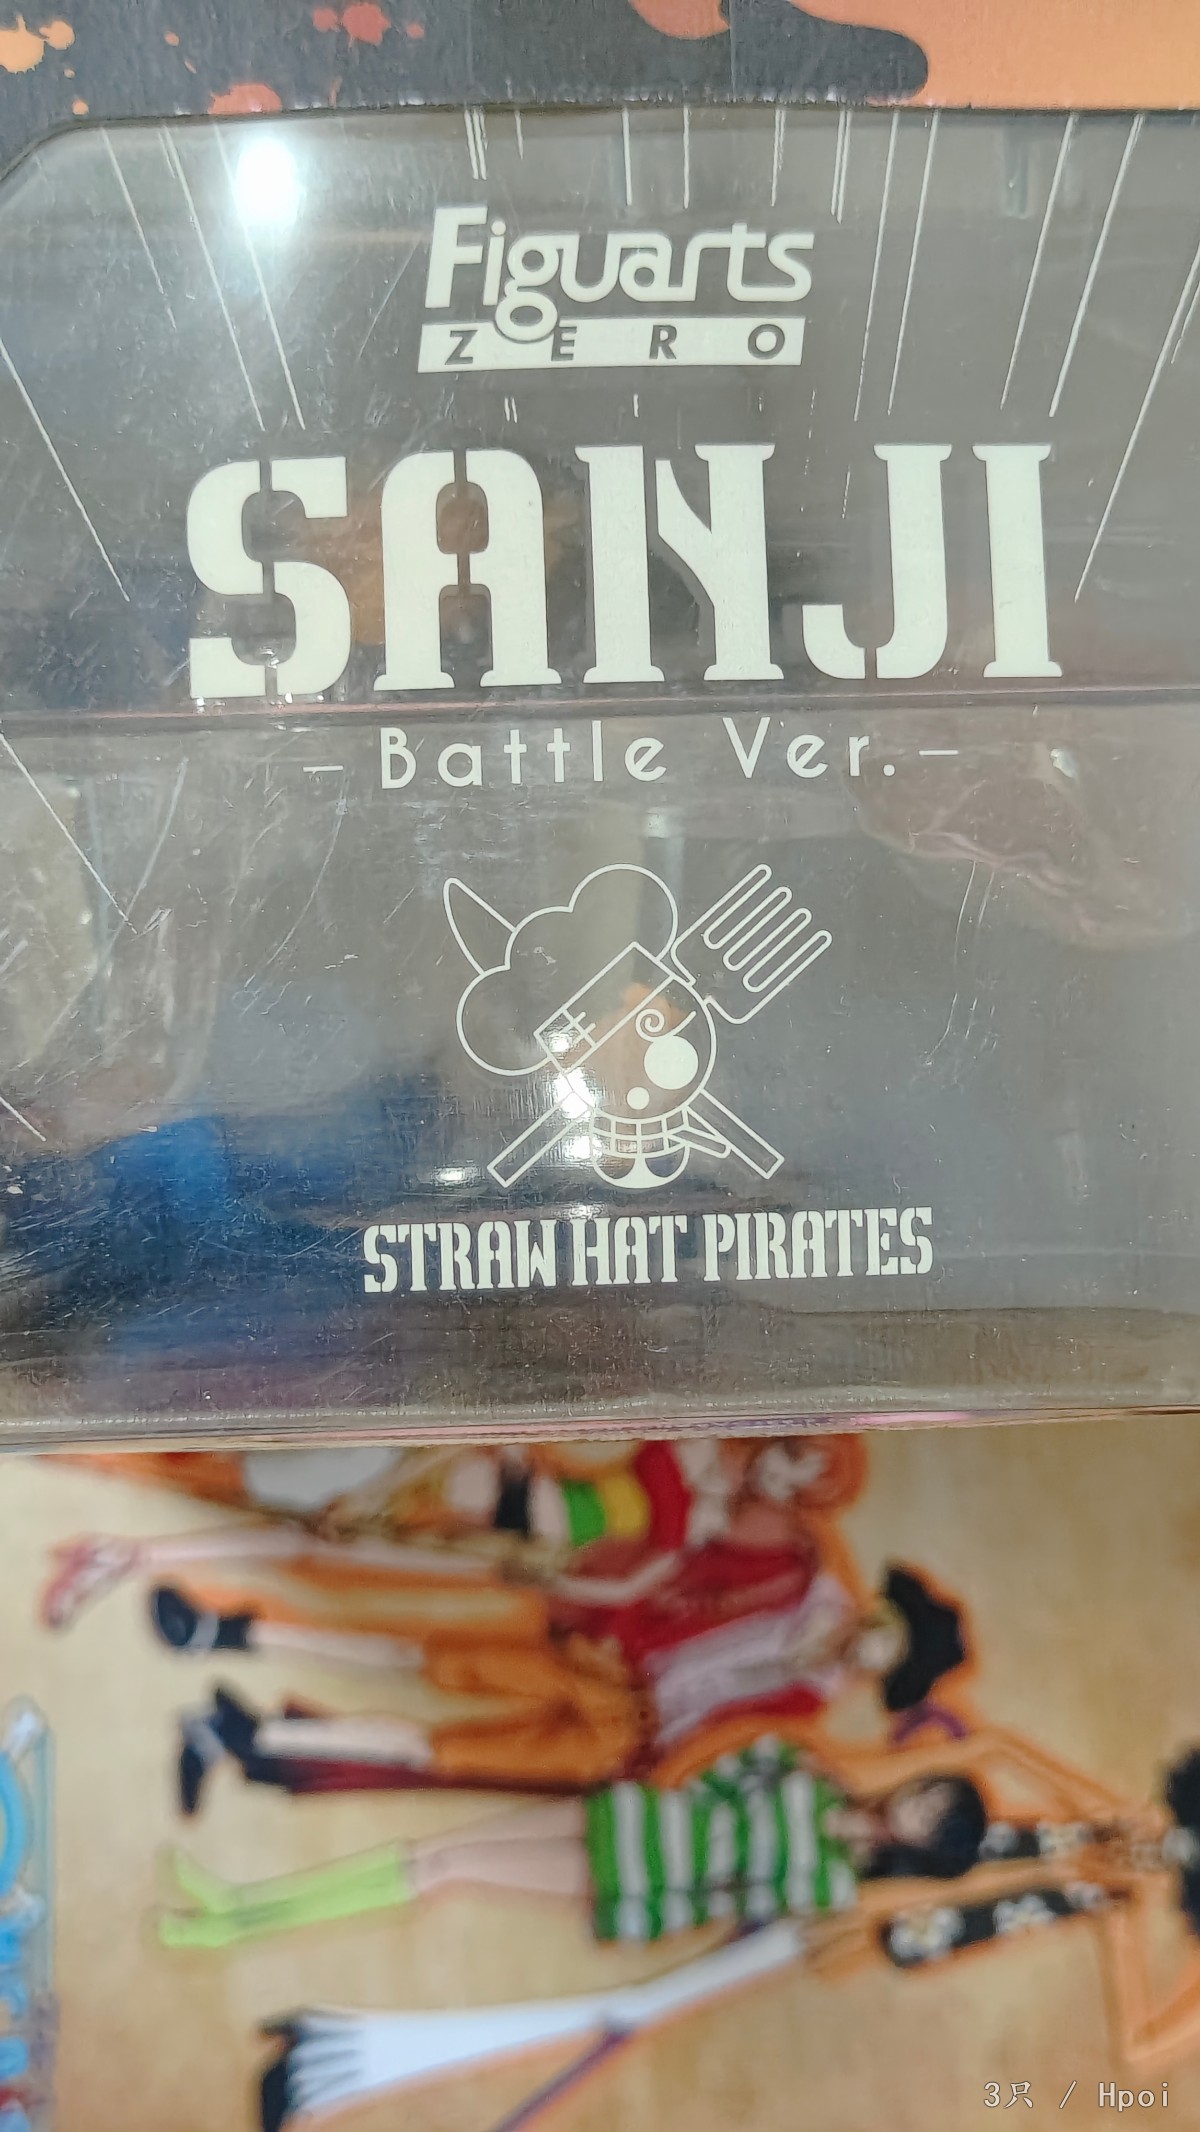 Figuarts
ZERO
SANJI
– Battle Ver. –
STRAW HAT PIRATES
3只 / Hpoi